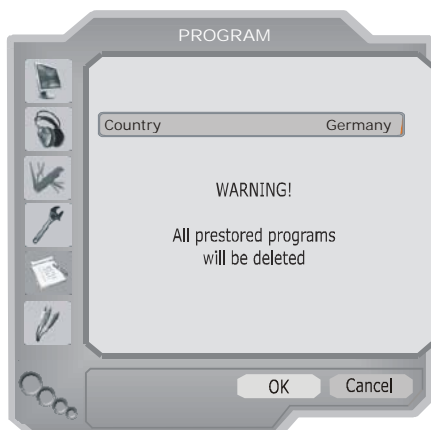 PROGRAM
Country Germany
WARNING!
All prestored programs
will be deleted
OK Cancel